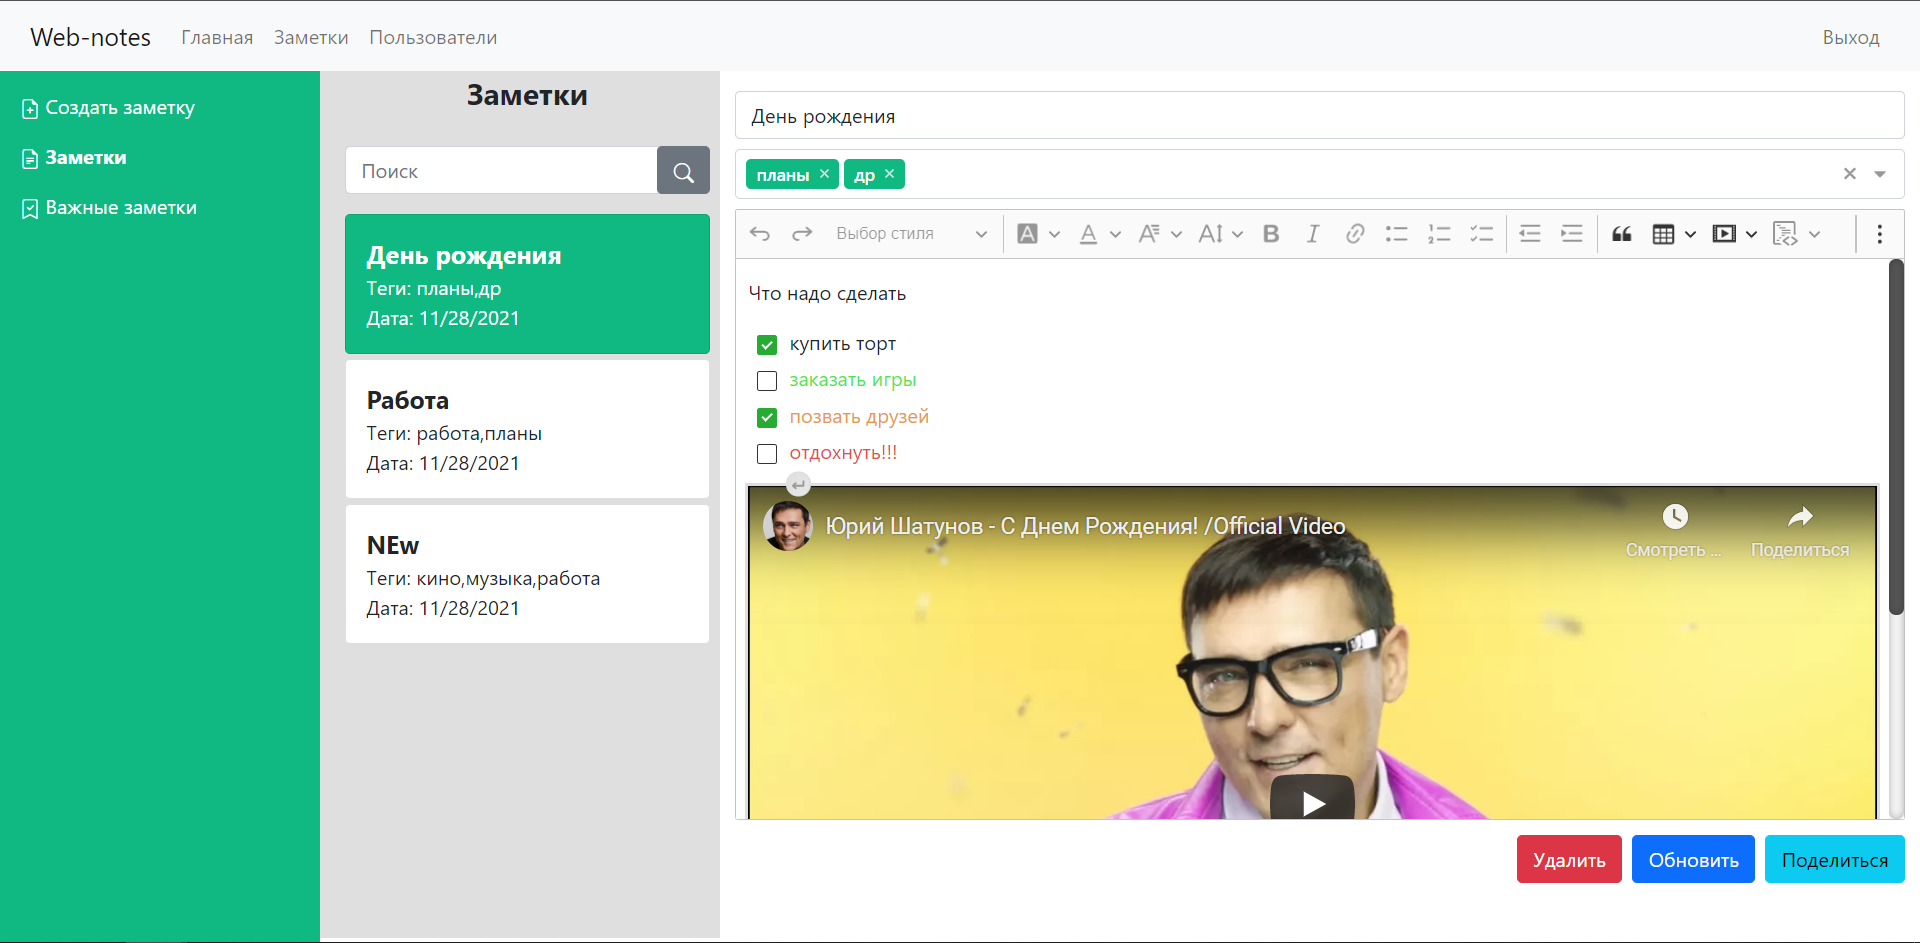 Web-notes Главная Заметки Пользователи Выход
Создать заметку
Заметки
Важные заметки
Заметки
Поиск
День рождения
Теги: планы,др
Дата: 11/28/2021
Работа
Теги: работа,планы
Дата: 11/28/2021
NEw
Теги: кино,музыка,работа
Дата: 11/28/2021
День рождения
планы × др ×
Выбор стиля
Что надо сделать
купить торт
заказать игры
позвать друзей
отдохнуть!!!
Юрий Шатунов - С Днем Рождения! /Official Video
Смотреть ... Поделиться
Удалить Обновить Поделиться